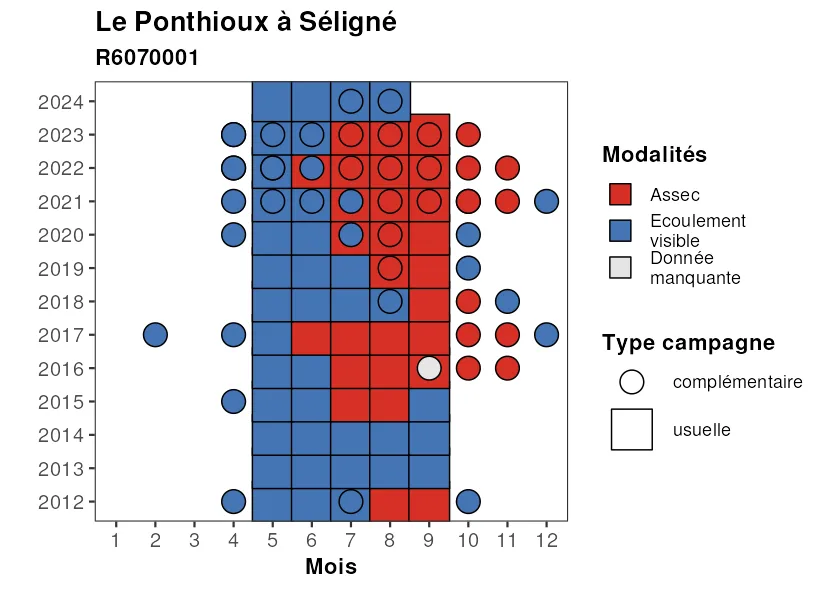 Le Ponthioux à Séligné
R6070001
2024
2023
2022
2021
2020
2019
2018
2017
2016
2015
2014
2013
2012
1 2 3 4 5 6 7 8 9 10 11 12
Mois
Modalités
Assec
Ecoulement
visible
Donnée
manquante
Type campagne
complémentaire
usuelle